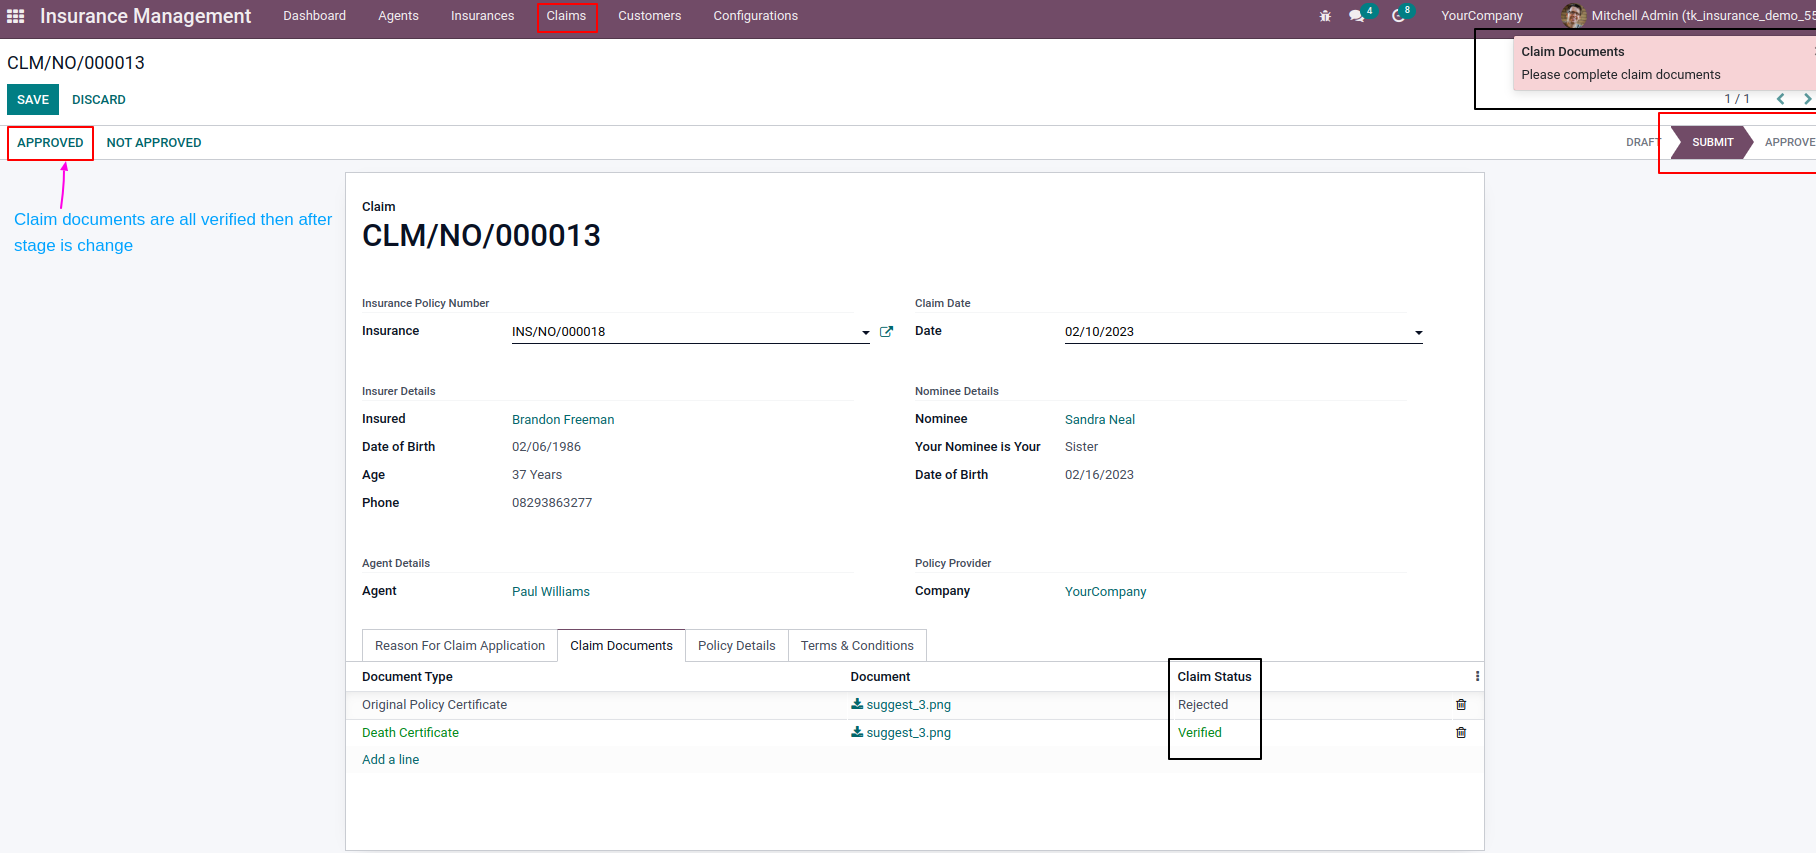 Insurance Management Dashboard Agents Insurances Claims Customers Configurations 4 8 YourCompany Mitchell Admin (tk_insurance_demo_55
CLM/NO/000013
Claim Documents
Please complete claim documents
SAVE DISCARD
1 / 1
APPROVED NOT APPROVED
DRAFT SUBMIT APPROVE
Claim documents are all verified then after
stage is change
Claim
CLM/NO/000013
Insurance Policy Number Claim Date
Insurance INS/NO/000018 Date 02/10/2023
Insurer Details Nominee Details
Insured Brandon Freeman Nominee Sandra Neal
Date of Birth 02/06/1986 Your Nominee is Your Sister
Age 37 Years Date of Birth 02/16/2023
Phone 08293863277
Agent Details Policy Provider
Agent Paul Williams Company YourCompany
Reason For Claim Application Claim Documents Policy Details Terms & Conditions
Document Type Document Claim Status
Original Policy Certificate suggest_3.png Rejected
Death Certificate suggest_3.png Verified
Add a line